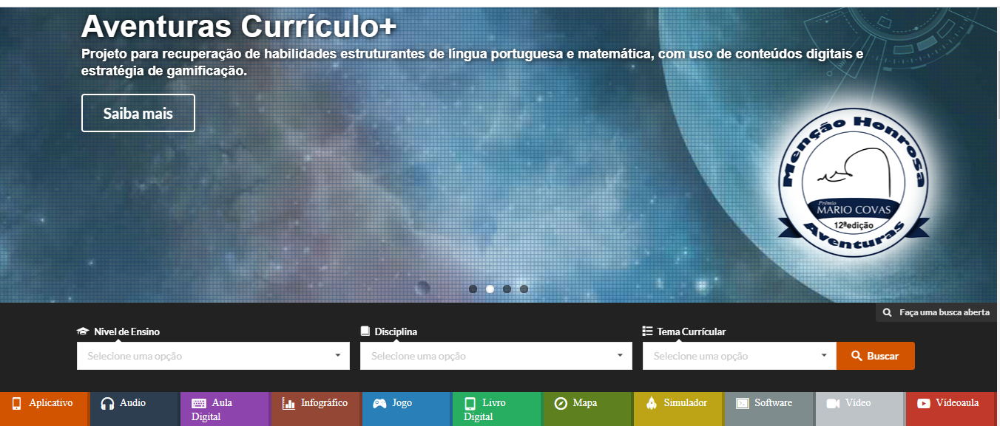 Aventuras Currículo+
Projeto para recuperação de habilidades estruturantes de língua portuguesa e matemática, com uso de conteúdos digitais e
estratégia de gamificação.
Saiba mais
Menção Honrosa
Prêmio
MARIO COVAS
12ªedição
Aventuras
Faça uma busca aberta
Nivel de Ensino
Disciplina
Tema Currícular
Selecione uma opção
Selecione uma opção
Selecione uma opção
Buscar
Aplicativo
Audio
Aula
Digital
Infográfico
Jogo
Livro
Digital
Mapa
Simulador
Software
Vídeo
Vídeoaula